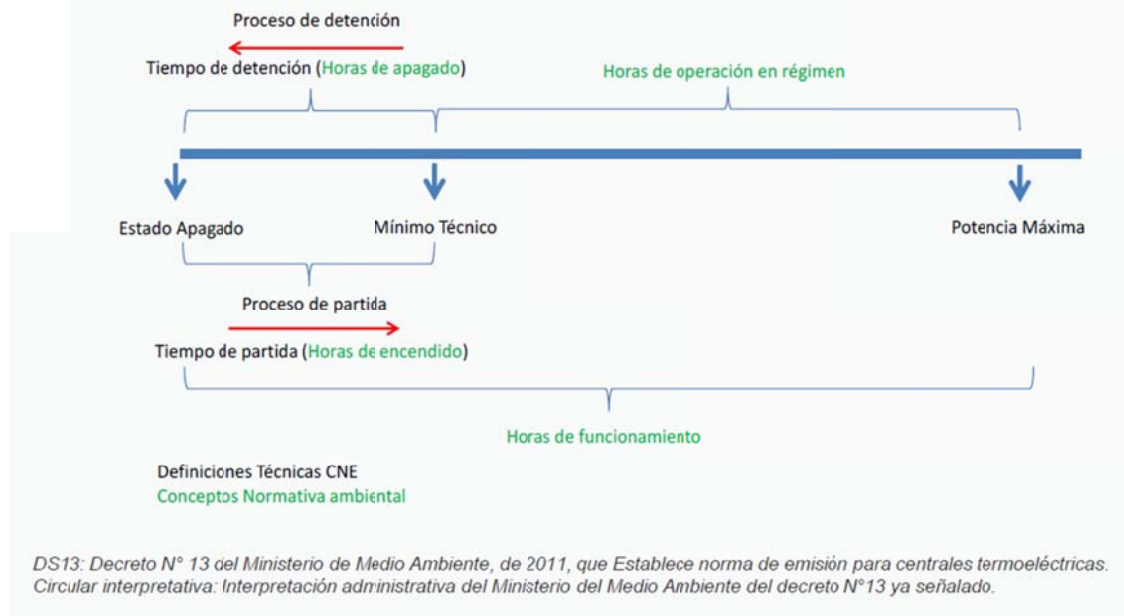 Proceso de detención
Tiempo de detención (Horas de apagado)
Horas de operación en régimen
Estado Apagado
Mínimo Técnico
Potencia Máxima
Proceso de partida
Tiempo de partida (Horas de encendido)
Horas de funcionamiento
Definiciones Técnicas CNE
Conceptos Normativa ambiental
DS13: Decreto N° 13 del Ministerio de Medio Ambiente, de 2011, que Establece norma de emisión para centrales termoeléctricas.
Circular interpretativa: Interpretación administrativa del Ministerio del Medio Ambiente del decreto N°13 ya señalado.